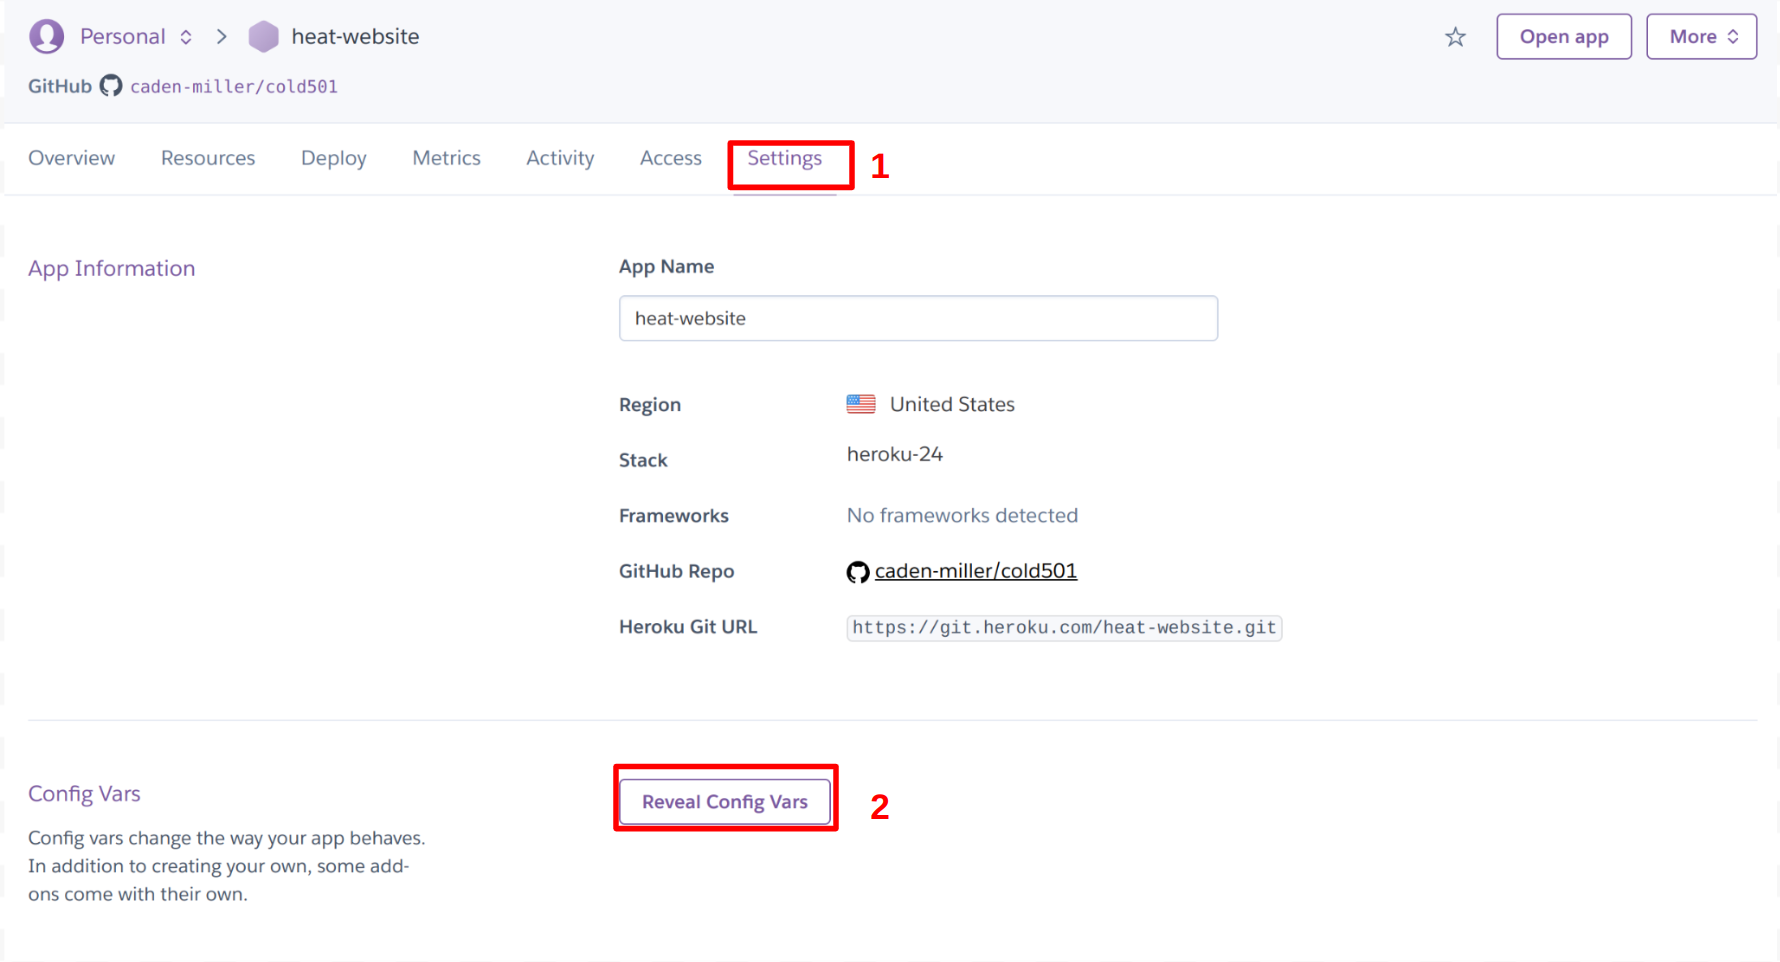 Personal > heat-website Open app More
GitHub caden-miller/cold501
Overview Resources Deploy Metrics Activity Access Settings 1
App Information
App Name
heat-website
Region United States
Stack heroku-24
Frameworks No frameworks detected
GitHub Repo caden-miller/cold501
Heroku Git URL https://git.heroku.com/heat-website.git
Config Vars
Reveal Config Vars 2
Config vars change the way your app behaves.
In addition to creating your own, some add-
ons come with their own.